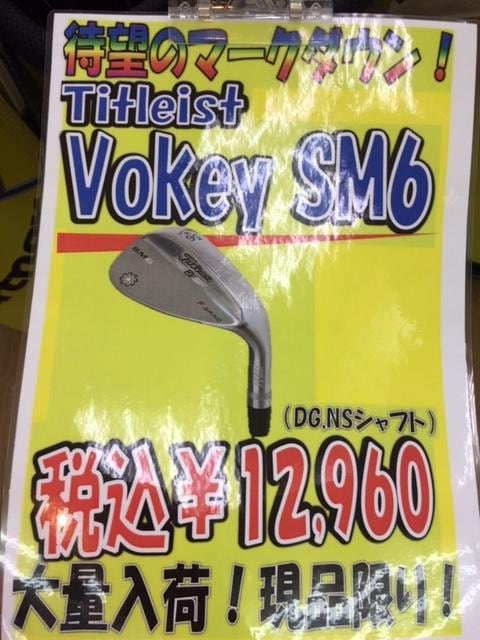 待望のマークダウン！
Titleist
Vokey SM6
Titleist
(DG.NSシャフト)
税込￥12,960
大量入荷！現品限り！